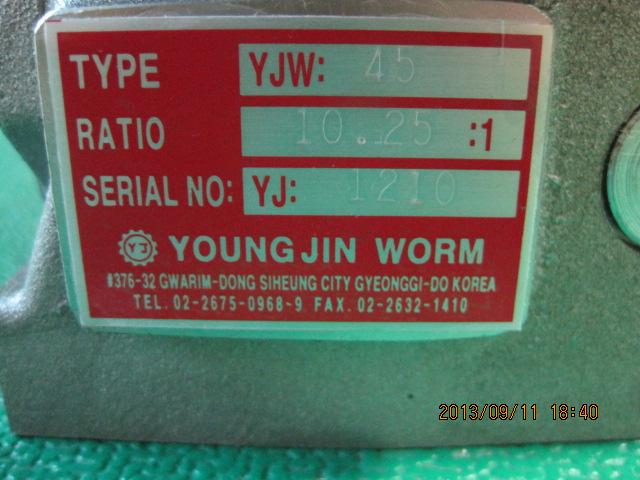 TYPE YJW: 45
RATIO 10.25 :1
SERIAL NO: YJ: 1210
YJ YOUNG JIN WORM
#376-32 GWARIM-DONG SIHEUNG CITY GYEONGGI-DO KOREA
TEL. 02-2675-0968~9 FAX. 02-2632-1410
2013/09/11 18:40